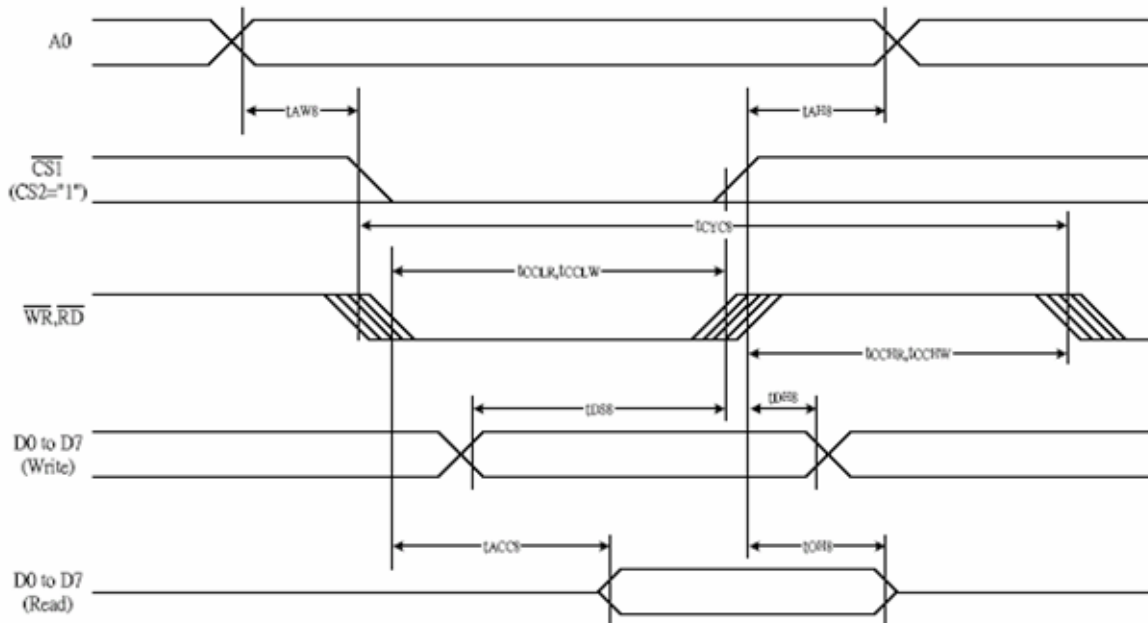 A0
tAW8
tAH8
CS1
(CS2="1")
tCYC8
tCCLR,tCCLW
WR,RD
tCCHR,tCCHW
tDS8
tDH8
D0 to D7
(Write)
tACC8
tOH8
D0 to D7
(Read)